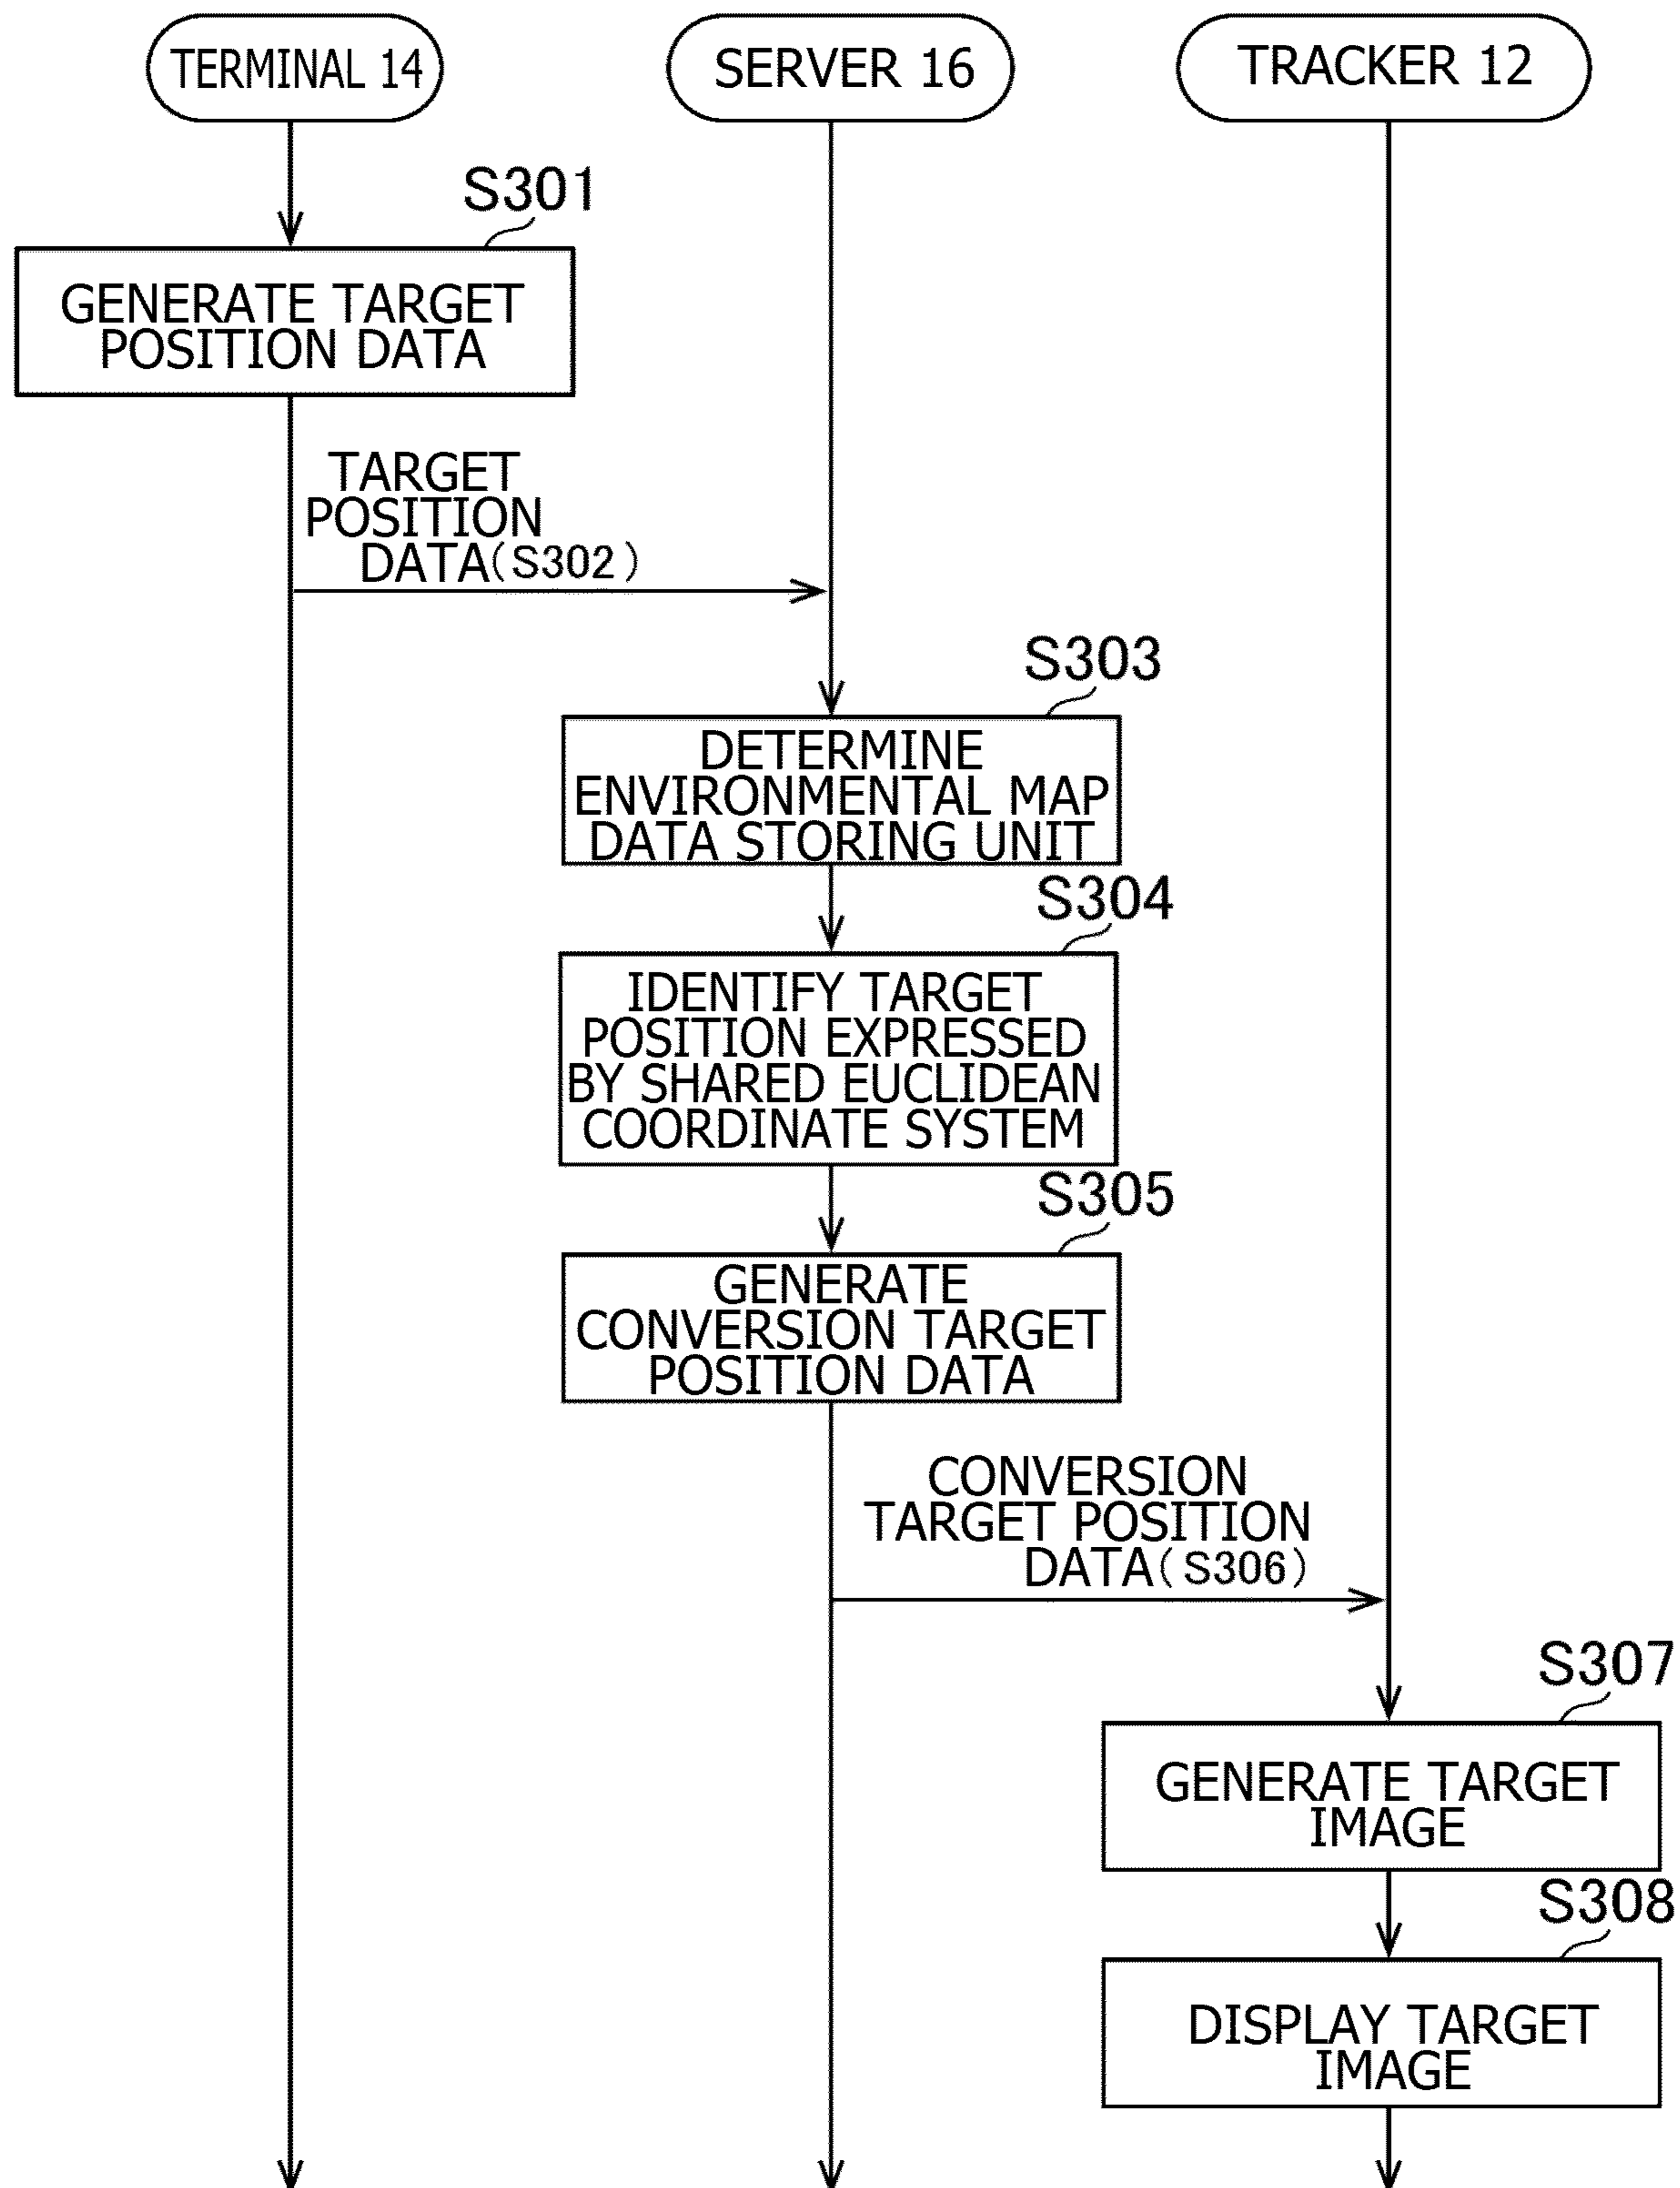 TERMINAL 14
SERVER 16
TRACKER 12
S301
GENERATE TARGET
POSITION DATA
TARGET
POSITION
DATA(S302)
S303
DETERMINE
ENVIRONMENTAL MAP
DATA STORING UNIT
S304
IDENTIFY TARGET
POSITION EXPRESSED
BY SHARED EUCLIDEAN
COORDINATE SYSTEM
S305
GENERATE
CONVERSION TARGET
POSITION DATA
CONVERSION
TARGET POSITION
DATA(S306)
S307
GENERATE TARGET
IMAGE
S308
DISPLAY TARGET
IMAGE